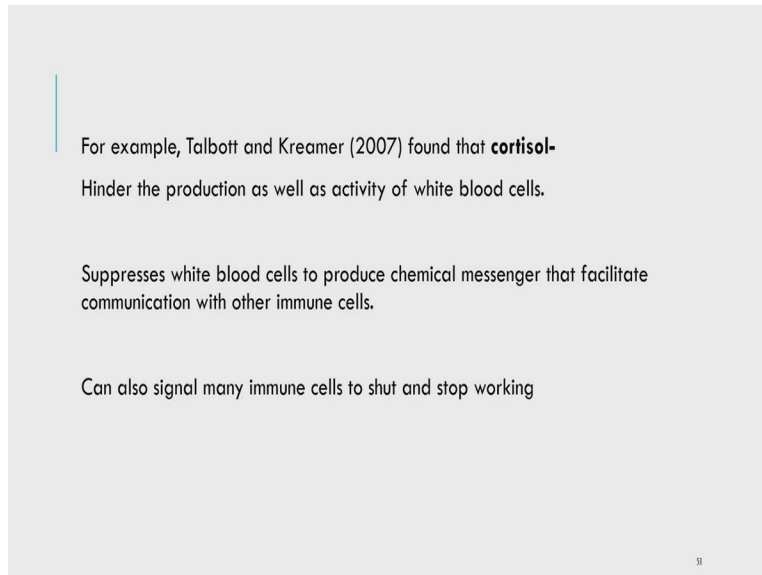 For example, Talbott and Kreamer (2007) found that cortisol-
Hinder the production as well as activity of white blood cells.
Suppresses white blood cells to produce chemical messenger that facilitate
communication with other immune cells.
Can also signal many immune cells to shut and stop working
51